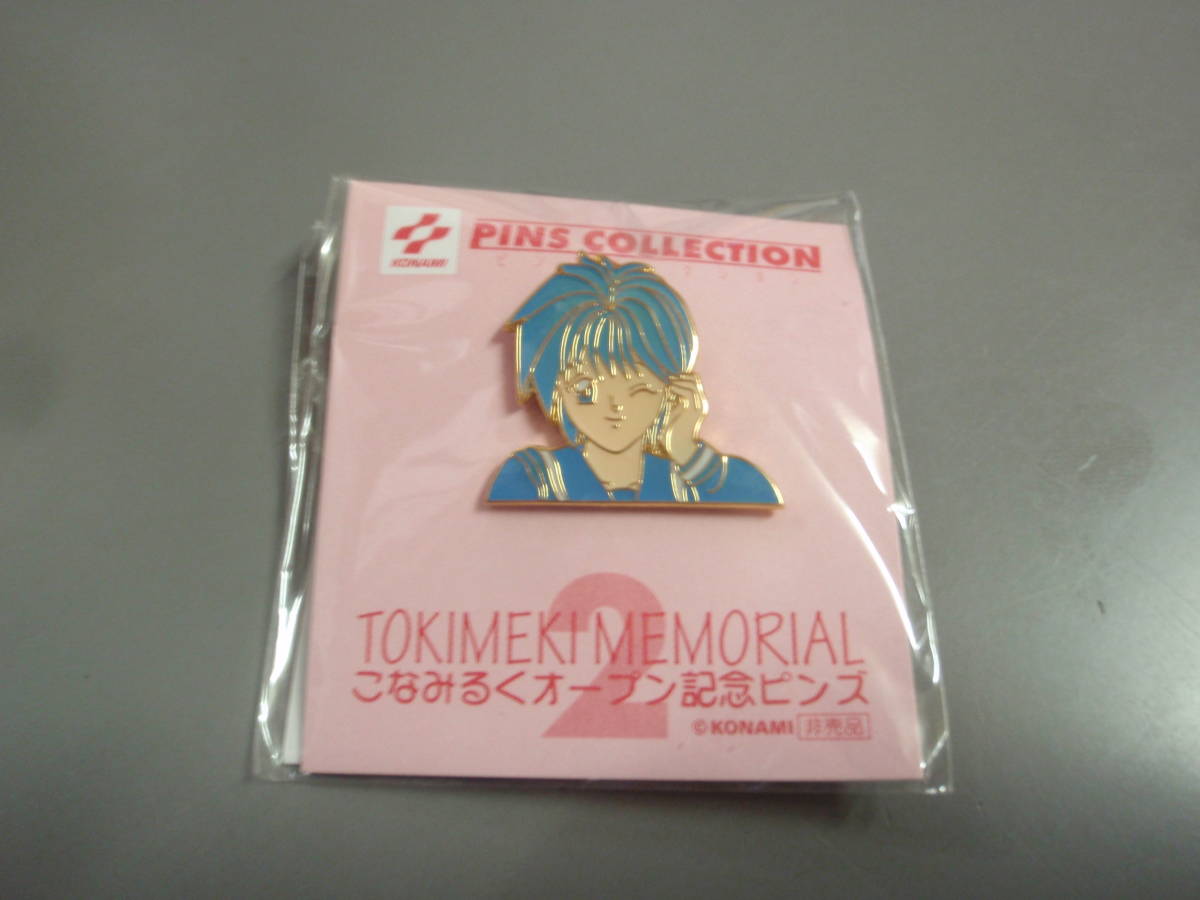 KONAMI
PINS COLLECTION
2
TOKIMEKI MEMORIAL
こなみるくオープン記念ピンズ
©KONAMI 非売品